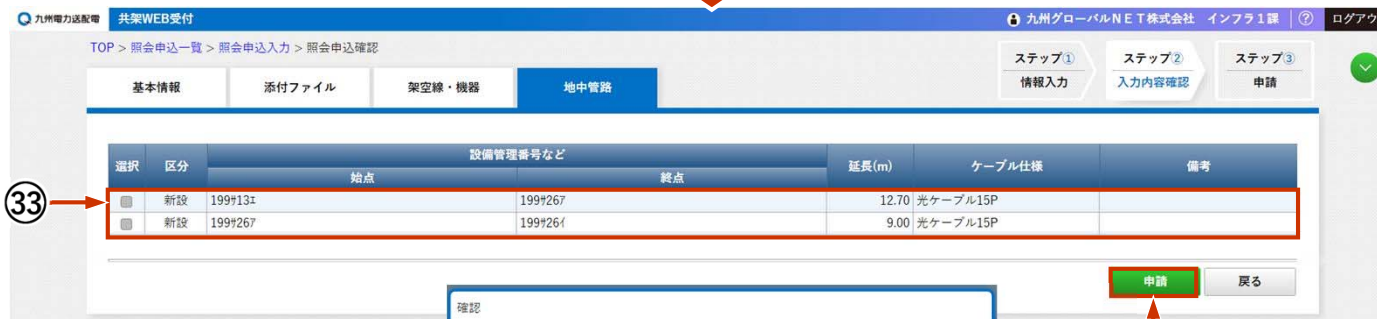 九州電力送配電 共架WEB受付 九州グローバルNET株式会社 インフラ1課 ? ログアウ
TOP > 照会申込一覧 > 照会申込入力 > 照会申込確認
ステップ① ステップ② ステップ③
情報入力 入力内容確認 申請
基本情報 添付ファイル 架空線・機器 地中管路
選択 区分 設備管理番号など 延長(m) ケーブル仕様 備考
始点 終点
㉝
新設 199ｻ13ｴ 199ｻ26ｱ 12.70 光ケーブル15P
新設 199ｻ26ｱ 199ｻ26ｲ 9.00 光ケーブル15P
申請 戻る
確認